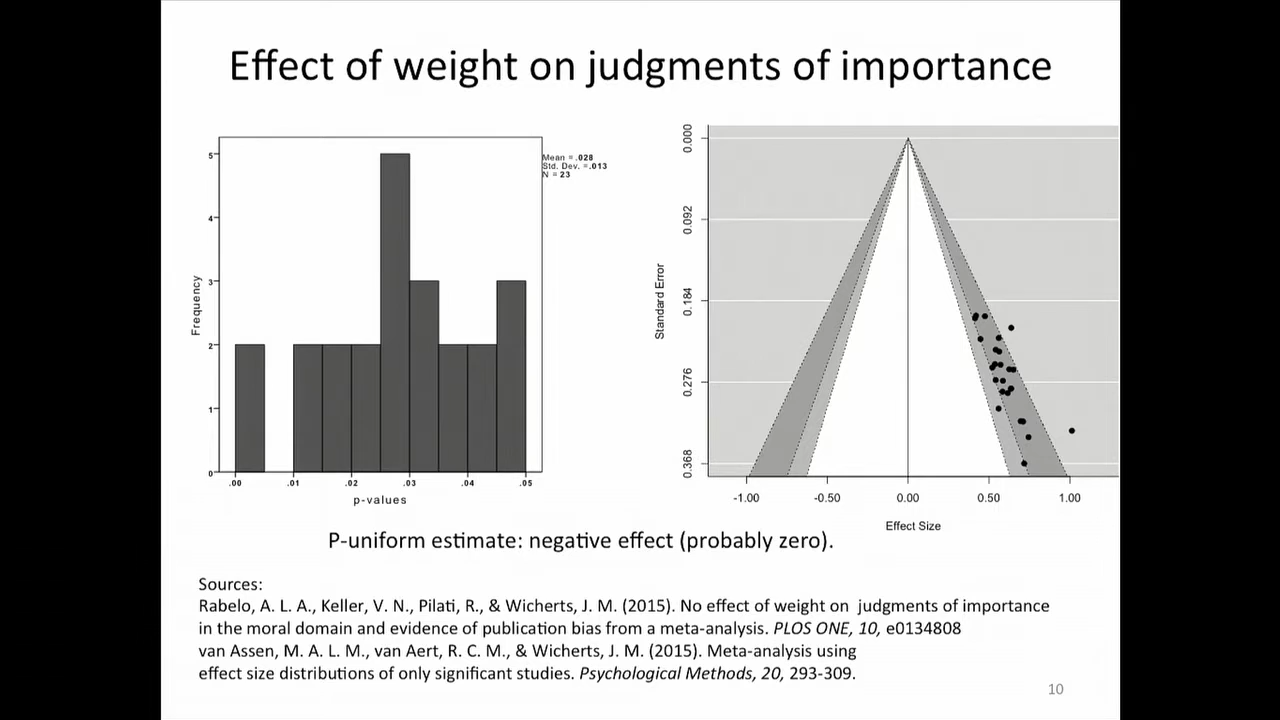 Effect of weight on judgments of importance
Mean = .028
Std. Dev. = .013
N = 23
Frequency
5
4
3
2
1
0
.00 .01 .02 .03 .04 .05
p-values
Standard Error
0.000
0.092
0.184
0.276
0.368
-1.00 -0.50 0.00 0.50 1.00
Effect Size
P-uniform estimate: negative effect (probably zero).
Sources:
Rabelo, A. L. A., Keller, V. N., Pilati, R., & Wicherts, J. M. (2015). No effect of weight on judgments of importance
in the moral domain and evidence of publication bias from a meta-analysis. PLOS ONE, 10, e0134808
van Assen, M. A. L. M., van Aert, R. C. M., & Wicherts, J. M. (2015). Meta-analysis using
effect size distributions of only significant studies. Psychological Methods, 20, 293-309.
10